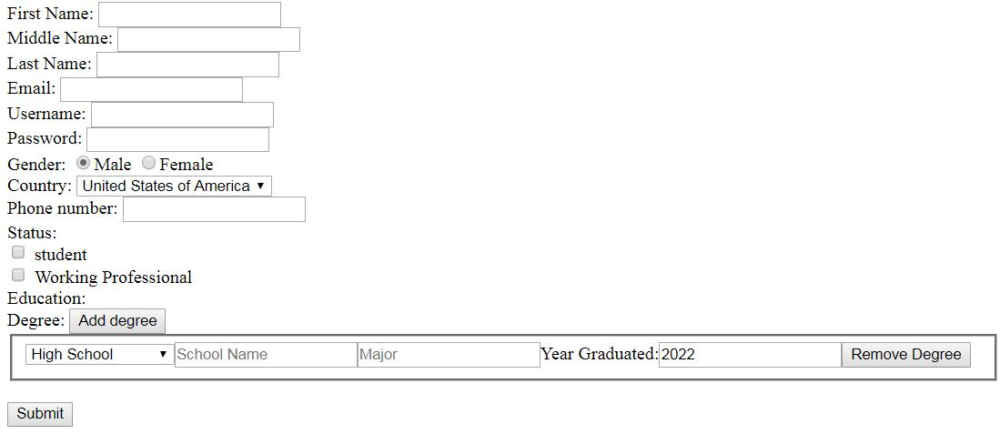 First Name:
Middle Name:
Last Name:
Email:
Username:
Password:
Gender: Male Female
Country: United States of America
Phone number:
Status:
student
Working Professional
Education:
Degree: Add degree
High School School Name Major Year Graduated: 2022 Remove Degree
Submit